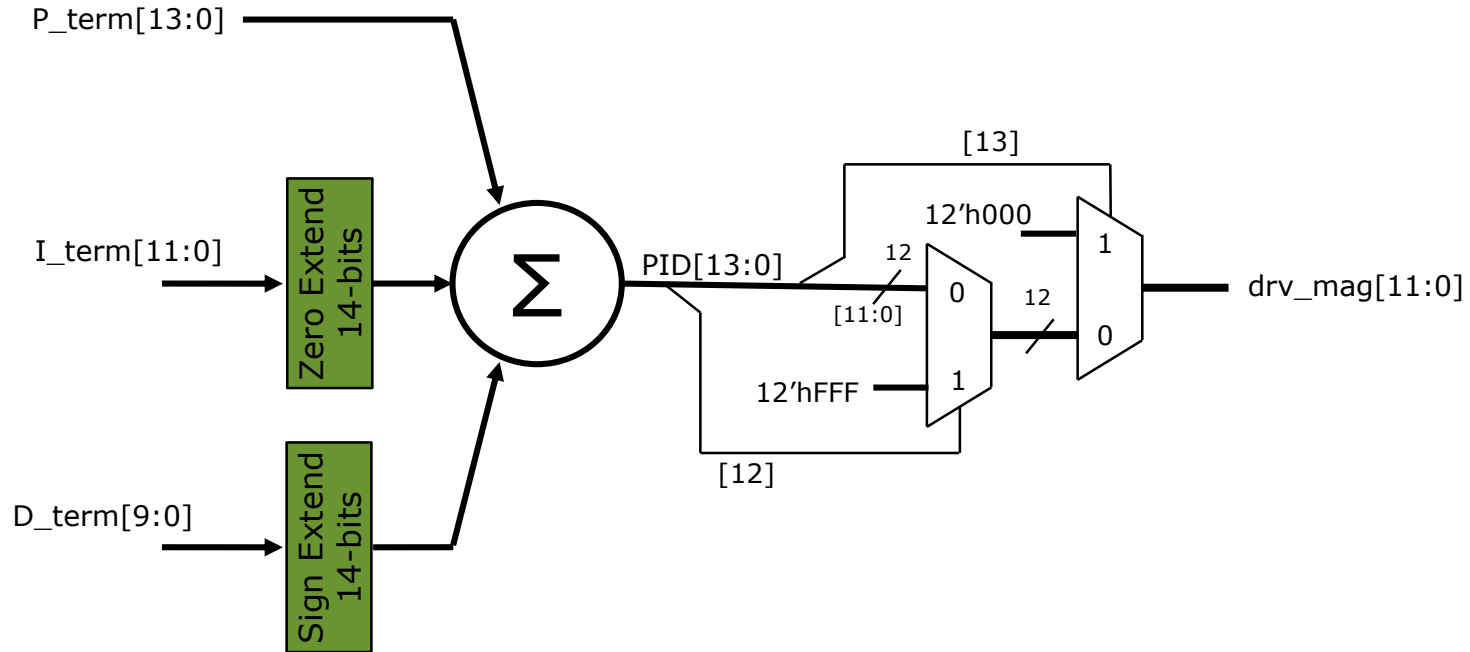 P_term[13:0]
I_term[11:0]
Zero Extend
14-bits
D_term[9:0]
Sign Extend
14-bits
Σ
PID[13:0]
[13]
12'h000
12
[11:0]
0
1
12'hFFF
[12]
12
1
0
drv_mag[11:0]